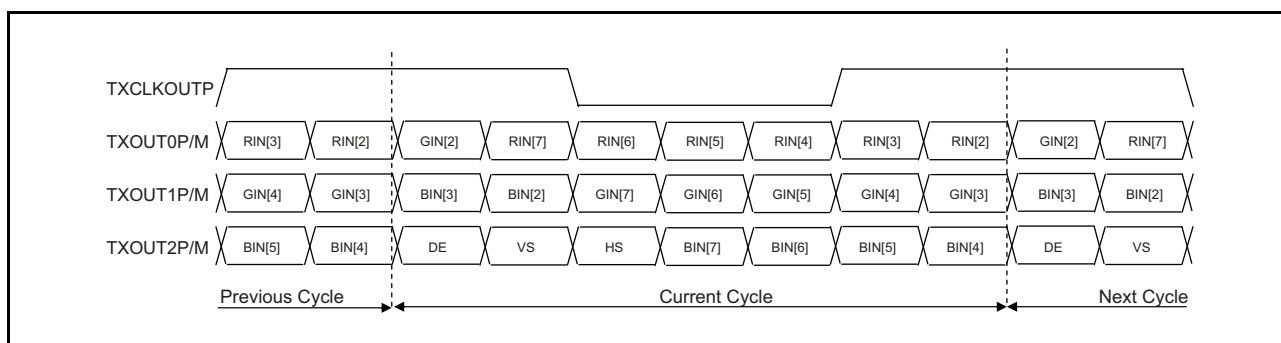 TXCLKOUTP
TXOUT0P/M RIN[3] RIN[2] GIN[2] RIN[7] RIN[6] RIN[5] RIN[4] RIN[3] RIN[2] GIN[2] RIN[7]
TXOUT1P/M GIN[4] GIN[3] BIN[3] BIN[2] GIN[7] GIN[6] GIN[5] GIN[4] GIN[3] BIN[3] BIN[2]
TXOUT2P/M BIN[5] BIN[4] DE VS HS BIN[7] BIN[6] BIN[5] BIN[4] DE VS
Previous Cycle Current Cycle Next Cycle